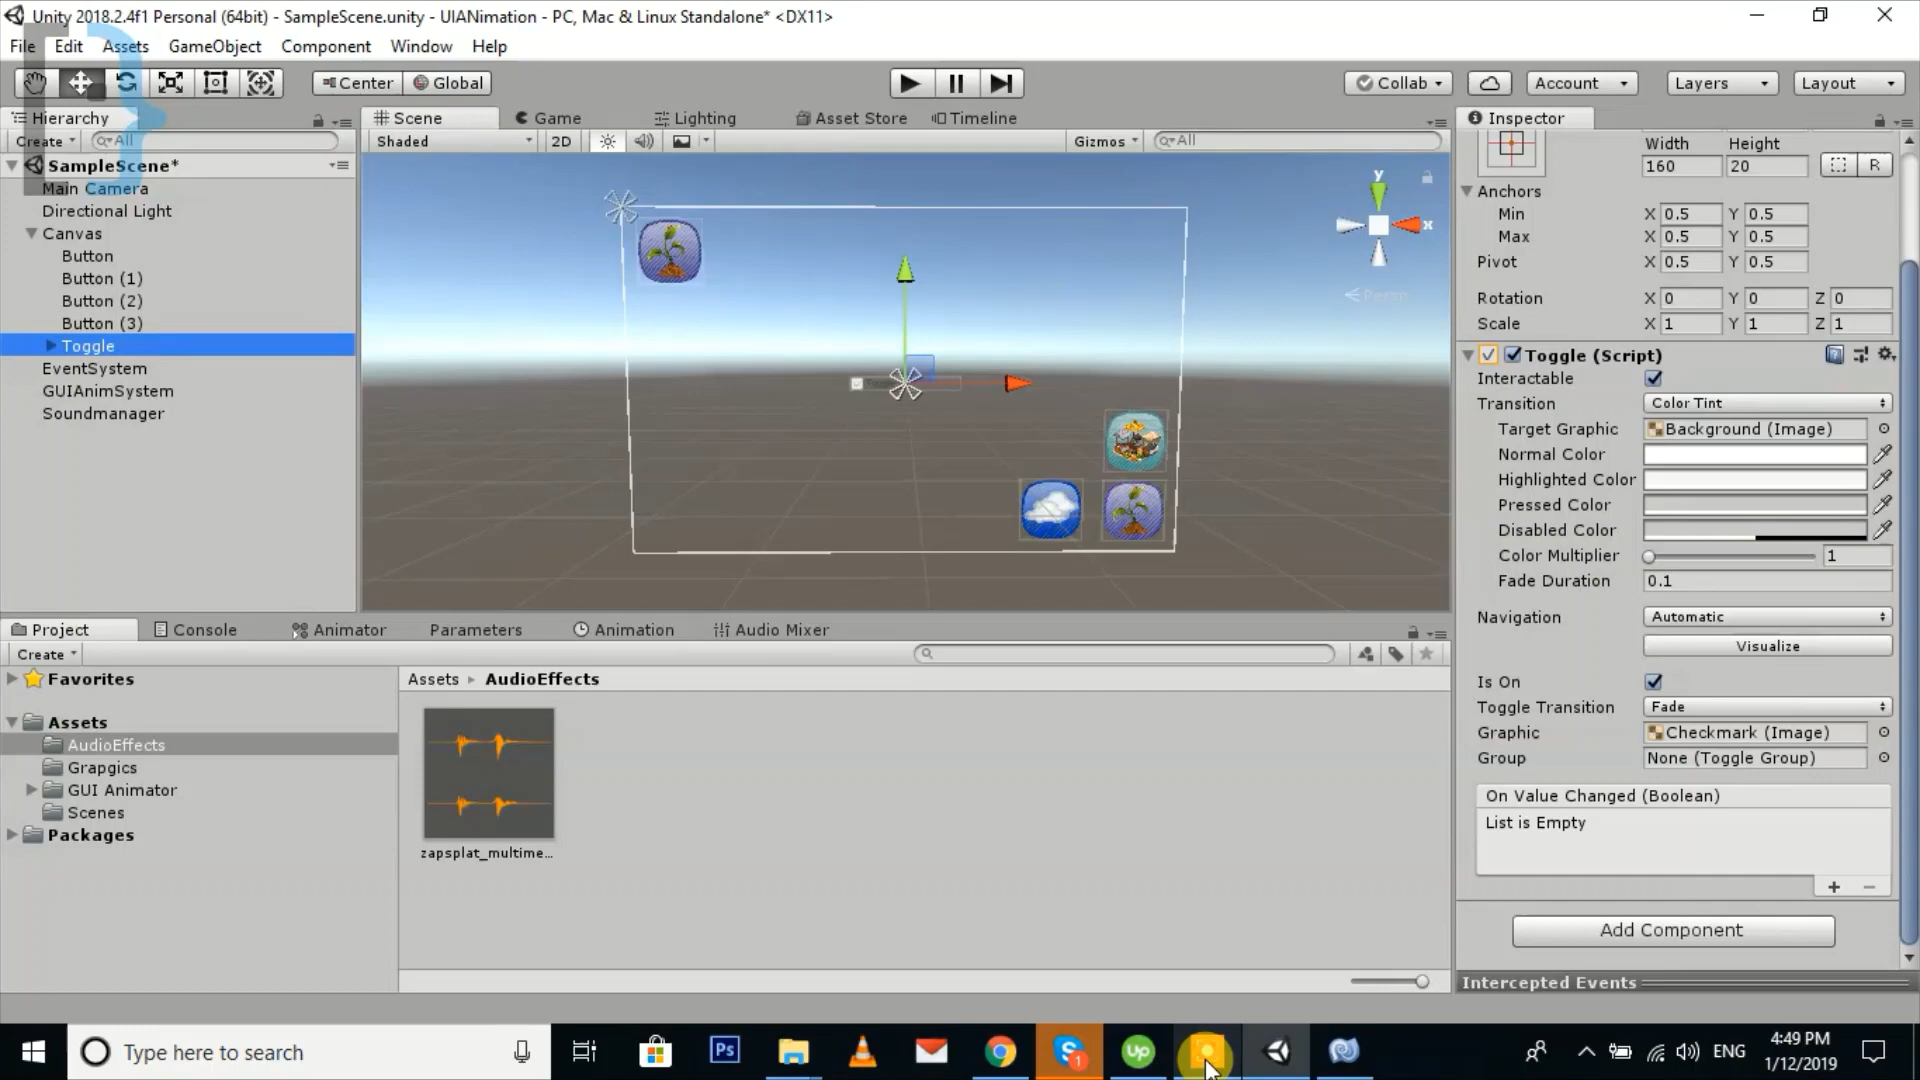 Unity 2018.2.4f1 Personal (64bit) - SampleScene.unity - UIANimation - PC, Mac & Linux Standalone* <DX11>
File Edit Assets GameObject Component Window Help
Center Global Collab Account Layers Layout
Hierarchy
Create All
SampleScene*
Main Camera
Directional Light
Canvas
Button
Button (1)
Button (2)
Button (3)
Toggle
EventSystem
GUIAnimSystem
Soundmanager
Scene Game Lighting Asset Store Timeline
Shaded 2D Gizmos All
y
x
Persp
Inspector
Width Height
160 20 R
Anchors
Min X 0.5 Y 0.5
Max X 0.5 Y 0.5
Pivot X 0.5 Y 0.5
Rotation X 0 Y 0 Z 0
Scale X 1 Y 1 Z 1
Toggle (Script)
Interactable
Transition Color Tint
Target Graphic Background (Image)
Normal Color
Highlighted Color
Pressed Color
Disabled Color
Color Multiplier 1
Fade Duration 0.1
Navigation Automatic
Visualize
Is On
Toggle Transition Fade
Graphic Checkmark (Image)
Group None (Toggle Group)
On Value Changed (Boolean)
List is Empty
Add Component
Intercepted Events
Project Console Animator Parameters Animation Audio Mixer
Create
Favorites
Assets
AudioEffects
Grapgics
GUI Animator
Scenes
Packages
Assets AudioEffects
zapsplat_multime...
Type here to search
Ps
S 1
Up
ENG
4:49 PM
1/12/2019